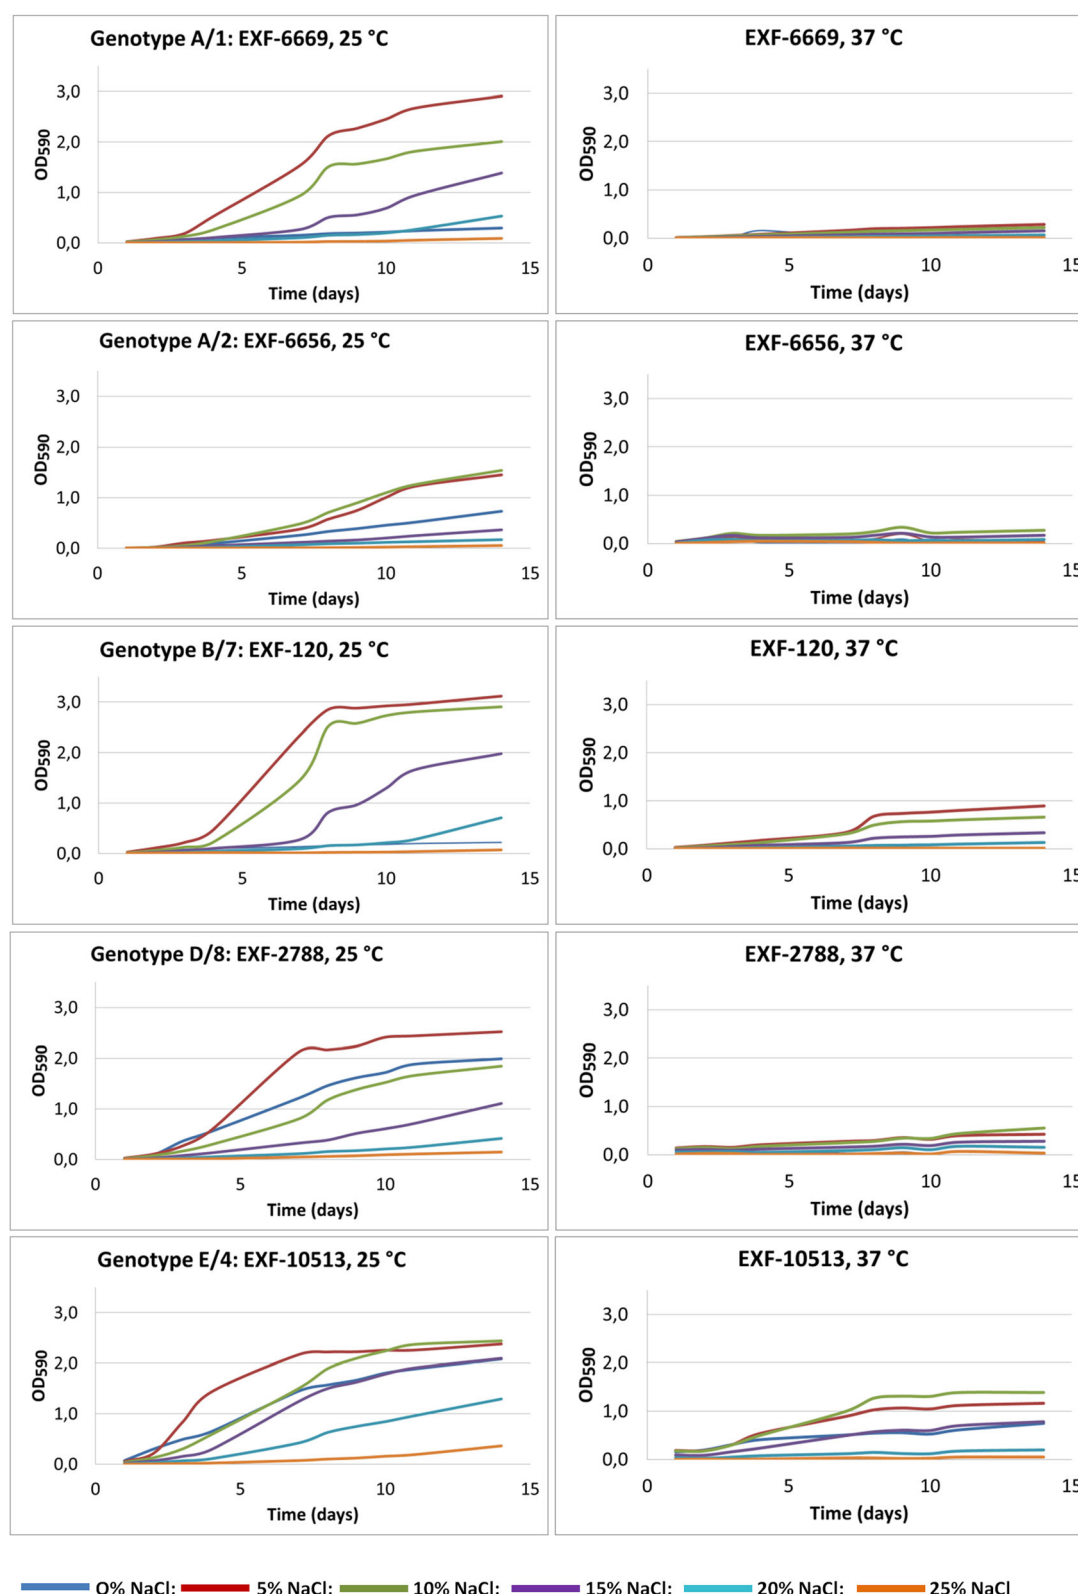 Genotype A/1: EXF-6669, 25 °C
3,0
2,0
1,0
0,0
OD590
0 5 10 15
Time (days)
EXF-6669, 37 °C
3,0
2,0
1,0
0,0
OD590
0 5 10 15
Time (days)
Genotype A/2: EXF-6656, 25 °C
3,0
2,0
1,0
0,0
OD590
0 5 10 15
Time (days)
EXF-6656, 37 °C
3,0
2,0
1,0
0,0
OD590
0 5 10 15
Time (days)
Genotype B/7: EXF-120, 25 °C
3,0
2,0
1,0
0,0
OD590
0 5 10 15
Time (days)
EXF-120, 37 °C
3,0
2,0
1,0
0,0
OD590
0 5 10 15
Time (days)
Genotype D/8: EXF-2788, 25 °C
3,0
2,0
1,0
0,0
OD590
0 5 10 15
Time (days)
EXF-2788, 37 °C
3,0
2,0
1,0
0,0
OD590
0 5 10 15
Time (days)
Genotype E/4: EXF-10513, 25 °C
3,0
2,0
1,0
0,0
OD590
0 5 10 15
Time (days)
EXF-10513, 37 °C
3,0
2,0
1,0
0,0
OD590
0 5 10 15
Time (days)
0% NaCl; 5% NaCl; 10% NaCl; 15% NaCl; 20% NaCl; 25% NaCl